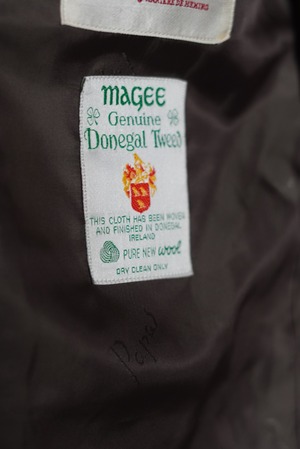 MAGEE
Genuine
Donegal Tweed
THIS CLOTH HAS BEEN WOVEN
AND FINISHED IN DONEGAL,
IRELAND
PURE NEW wool
DRY CLEAN ONLY